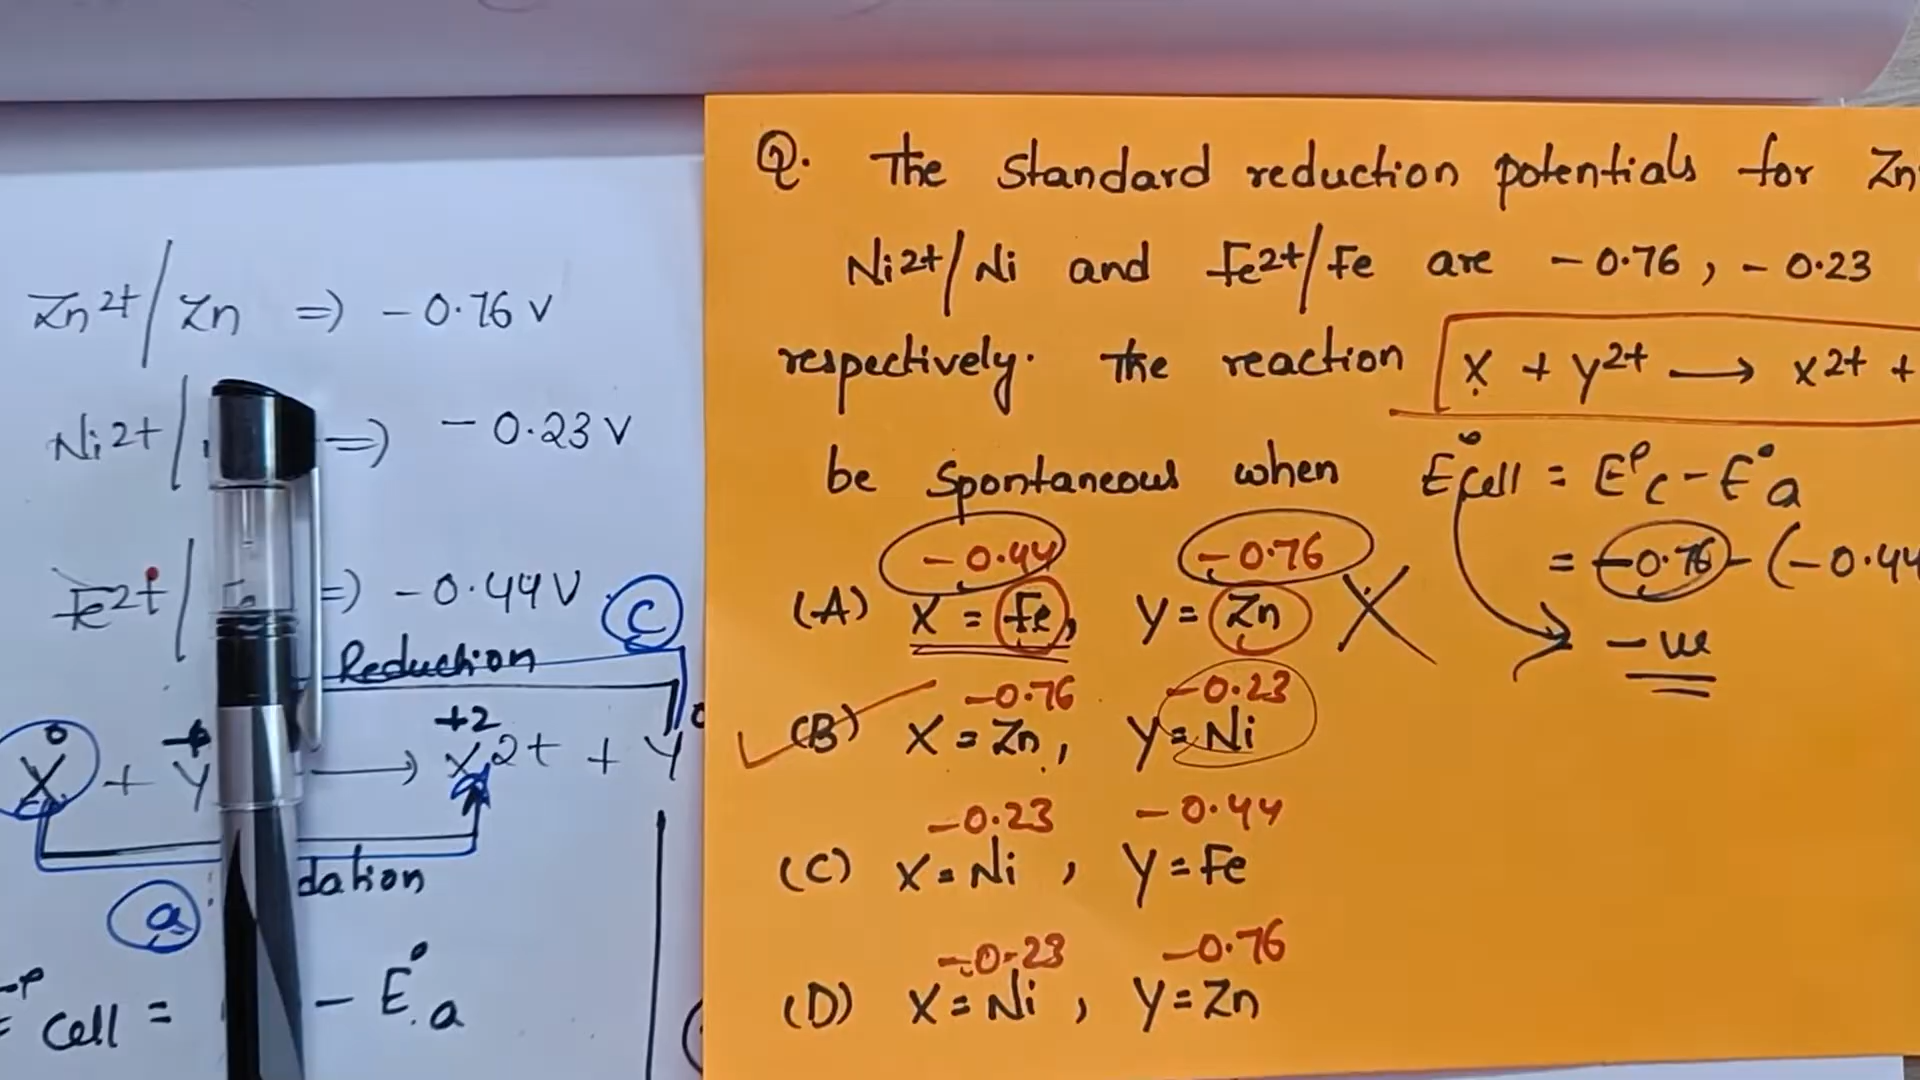 Zn2+/Zn => -0.76 V
Ni2+/ => -0.23 V
Fe2+/Fe => -0.44 V
C
Reduction
0 +2 0
X + Y → X2+ + Y
dation
a
cell = - E°a
Q. The standard reduction potentials for Zn
Ni2+/Ni and Fe2+/Fe are -0.76, -0.23
respectively. The reaction X + Y2+ → X2+ +
be spontaneous when E°cell = E°c - E°a
= -0.76 - (-0.44
-ve
-0.44 -0.76
(A) X = Fe, Y = Zn X
-0.76 -0.23
(B) X = Zn, Y = Ni
-0.23 -0.44
(C) X = Ni, Y = Fe
-0.23 -0.76
(D) X = Ni, Y = Zn